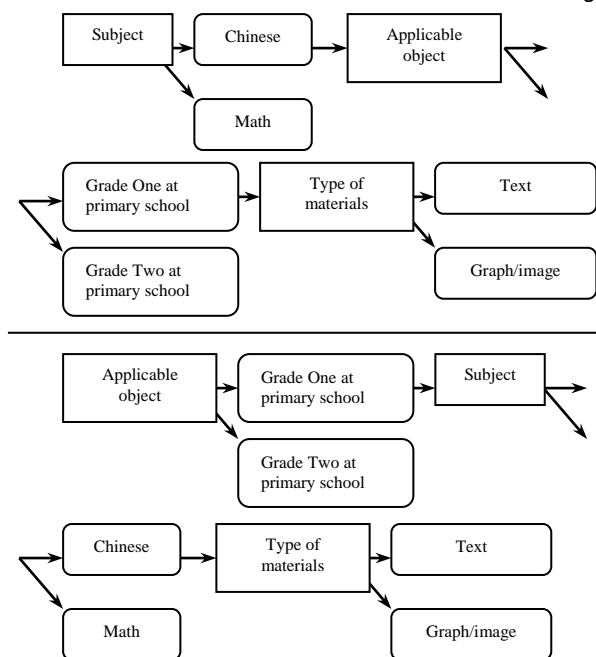 Subject
Chinese
Applicable
object
Math
Grade One at
primary school
Type of
materials
Text
Grade Two at
primary school
Graph/image
Applicable
object
Grade One at
primary school
Subject
Grade Two at
primary school
Chinese
Type of
materials
Text
Math
Graph/image